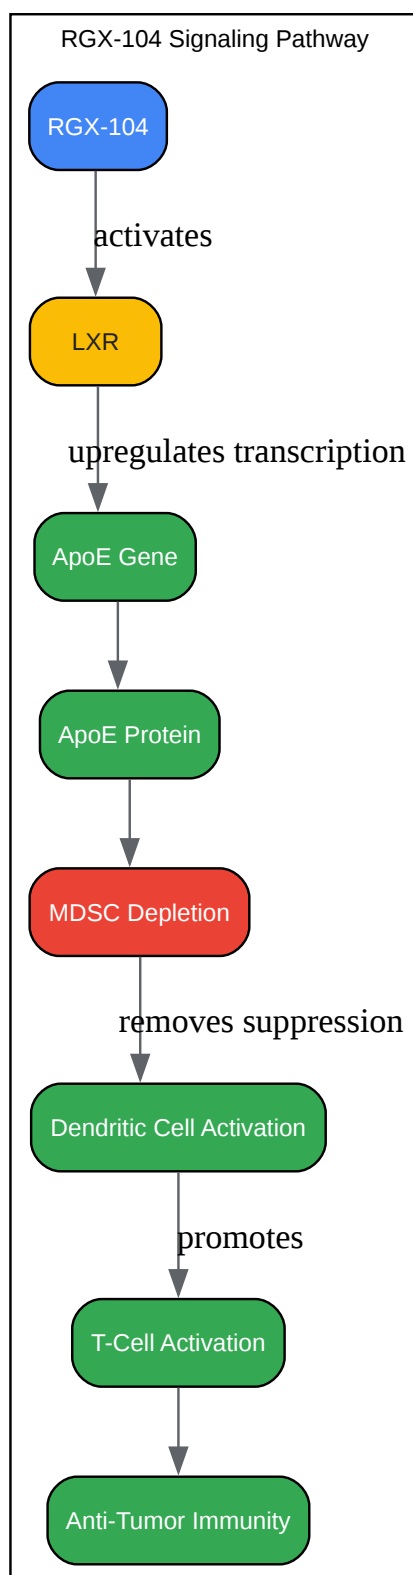 RGX-104 Signaling Pathway
RGX-104
activates
LXR
upregulates transcription
ApoE Gene
ApoE Protein
MDSC Depletion
removes suppression
Dendritic Cell Activation
promotes
T-Cell Activation
Anti-Tumor Immunity